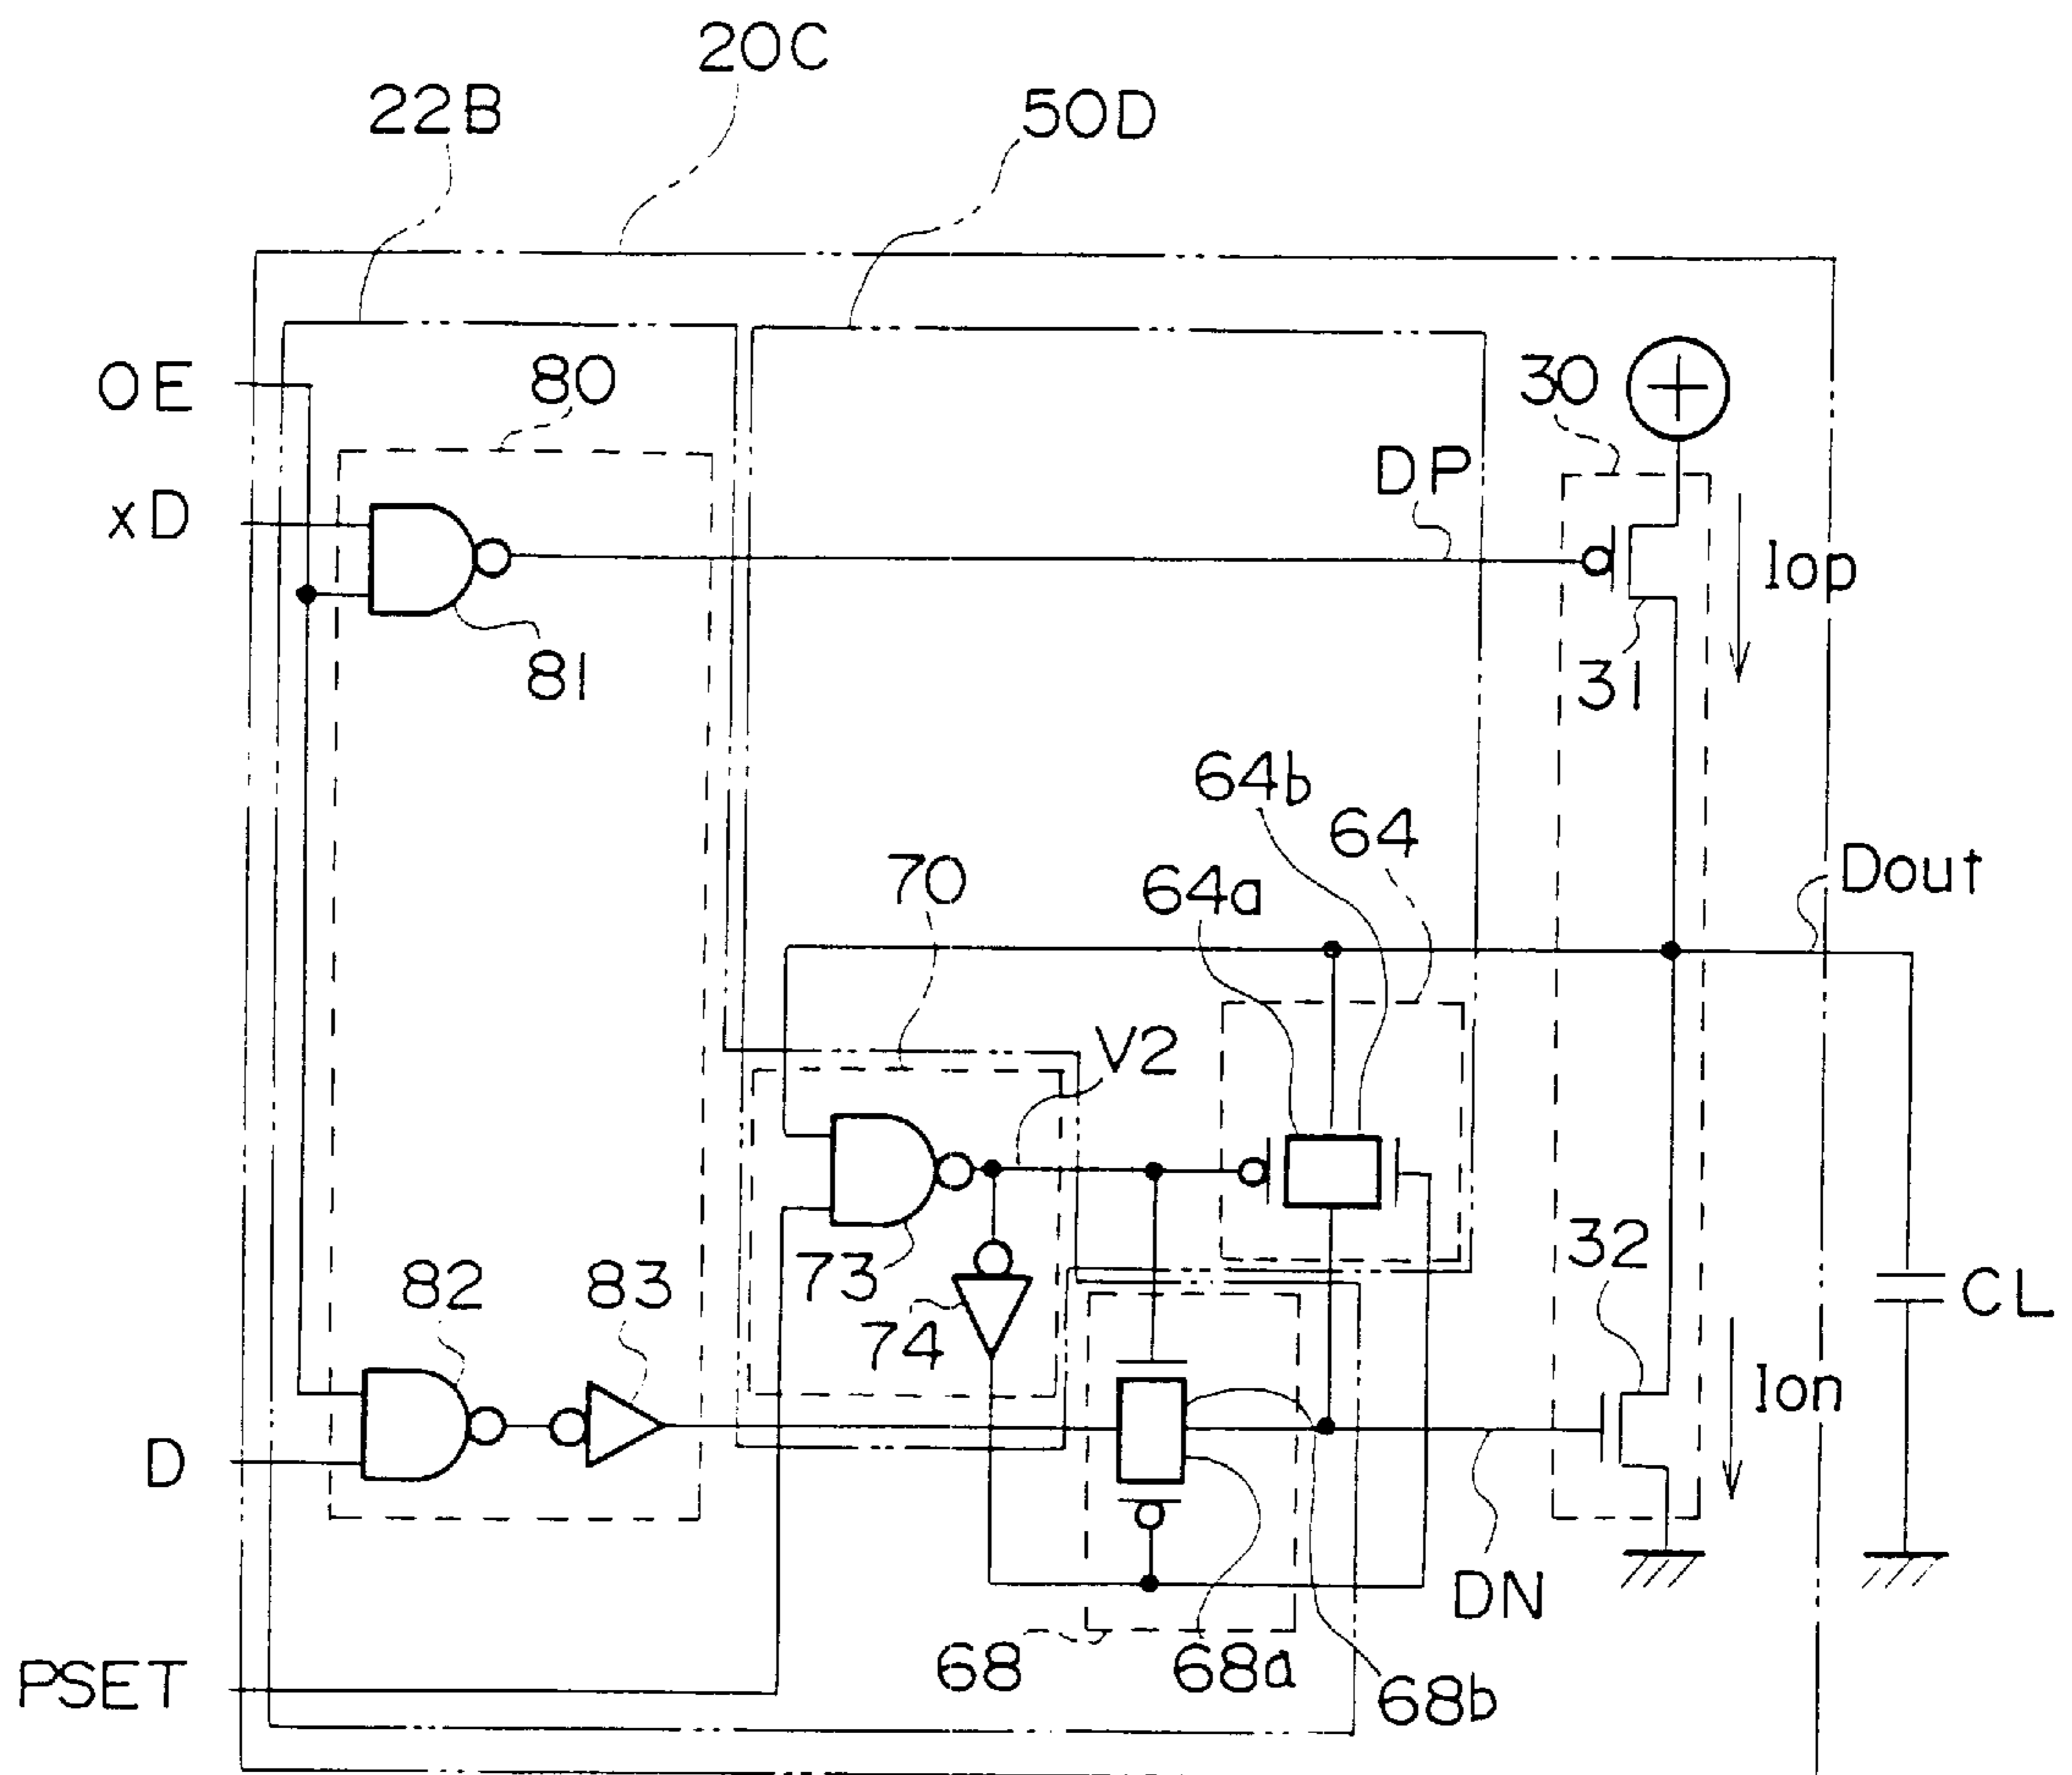 20C
22B
50D
OE
80
30
DP
xD
Iop
81
31
64b
64
70
64a
Dout
V2
73
32
82
83
74
CL
Ion
D
DN
68
68a
PSET
68b